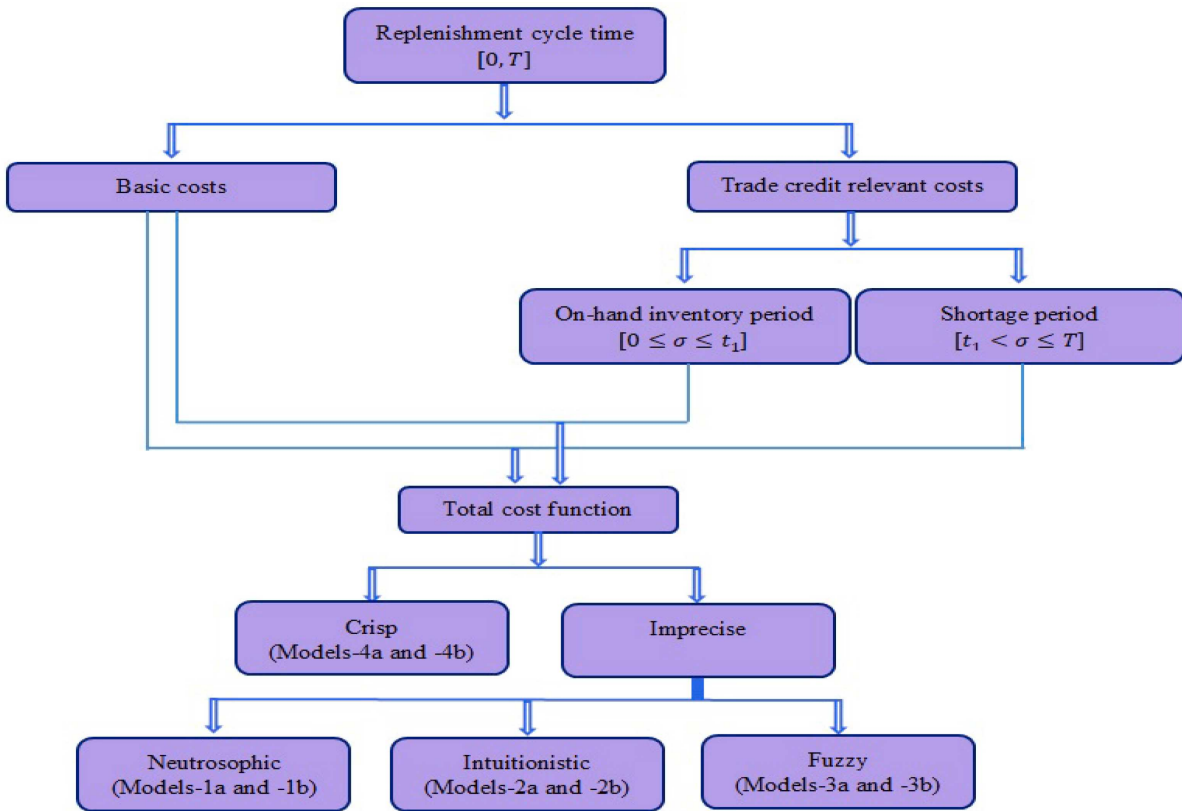 Replenishment cycle time
[0, T]
Basic costs
Trade credit relevant costs
On-hand inventory period
[0 ≤ σ ≤ t₁]
Shortage period
[t₁ < σ ≤ T]
Total cost function
Crisp
(Models-4a and -4b)
Imprecise
Neutrosophic
(Models-1a and -1b)
Intuitionistic
(Models-2a and -2b)
Fuzzy
(Models-3a and -3b)